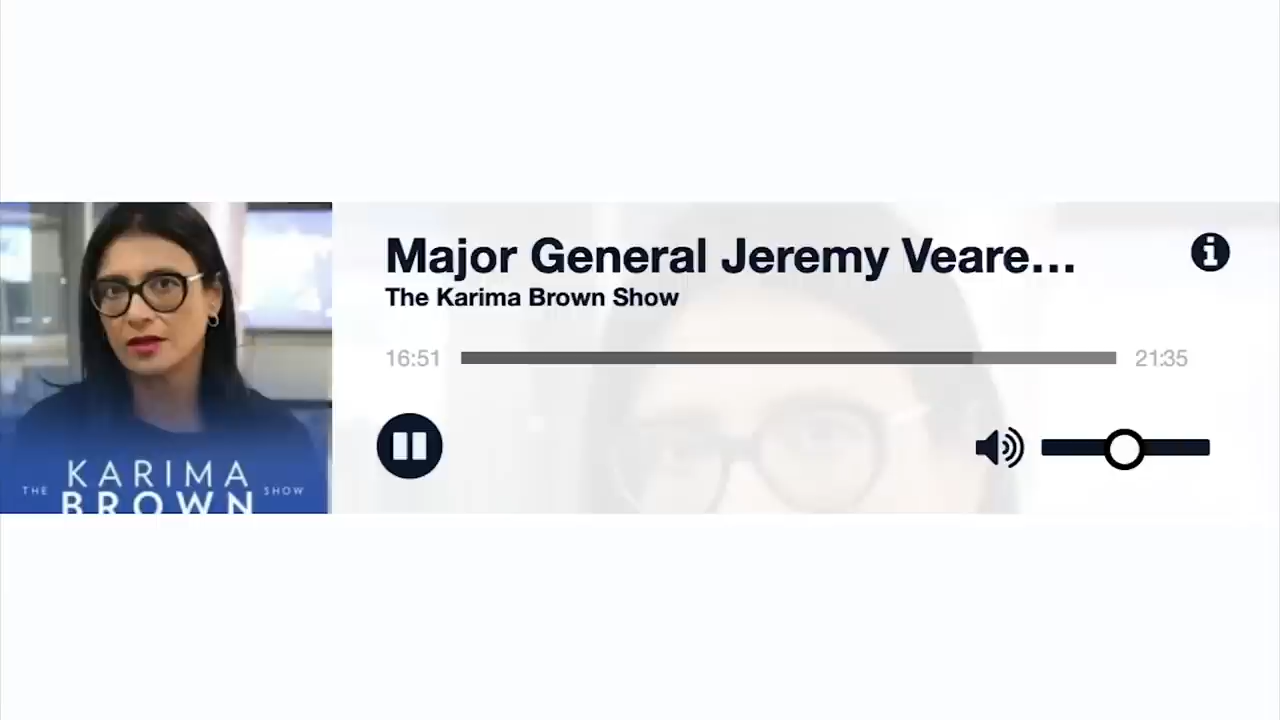 Major General Jeremy Veare...
The Karima Brown Show
16:51
21:35
KARIMA
THE BROWN SHOW